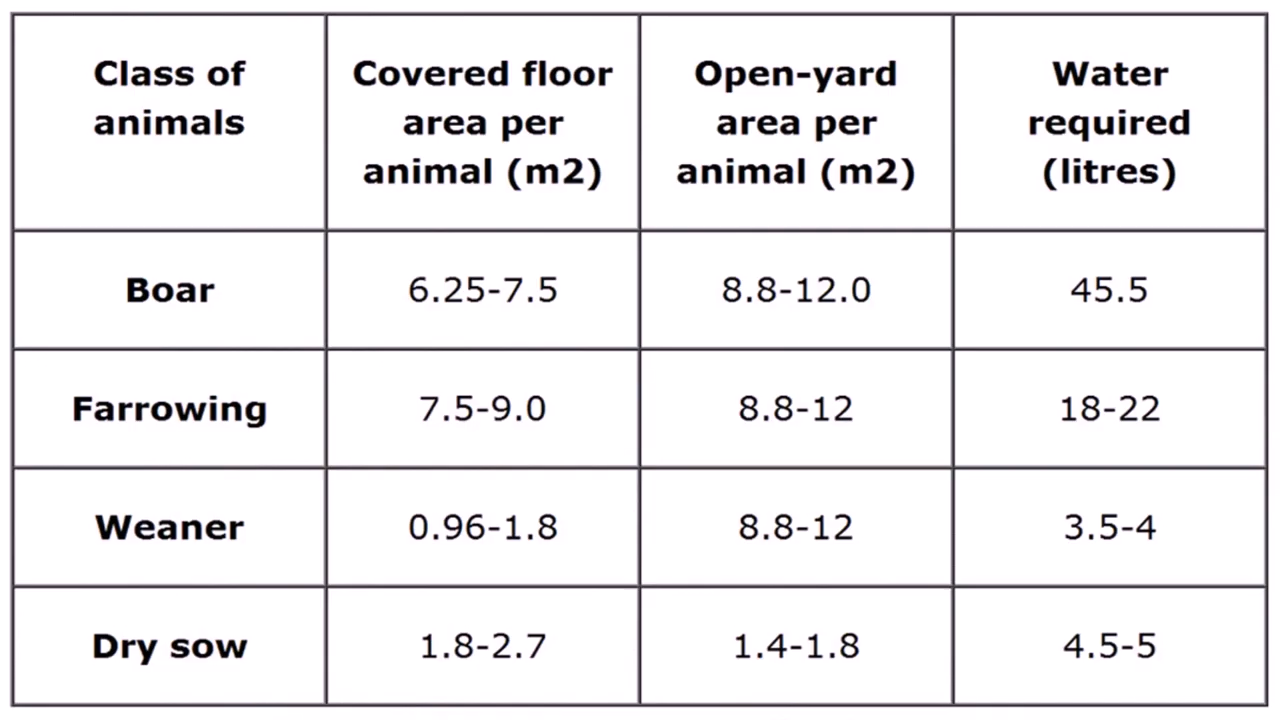 Class of animals | Covered floor area per animal (m2) | Open-yard area per animal (m2) | Water required (litres)
Boar | 6.25-7.5 | 8.8-12.0 | 45.5
Farrowing | 7.5-9.0 | 8.8-12 | 18-22
Weaner | 0.96-1.8 | 8.8-12 | 3.5-4
Dry sow | 1.8-2.7 | 1.4-1.8 | 4.5-5